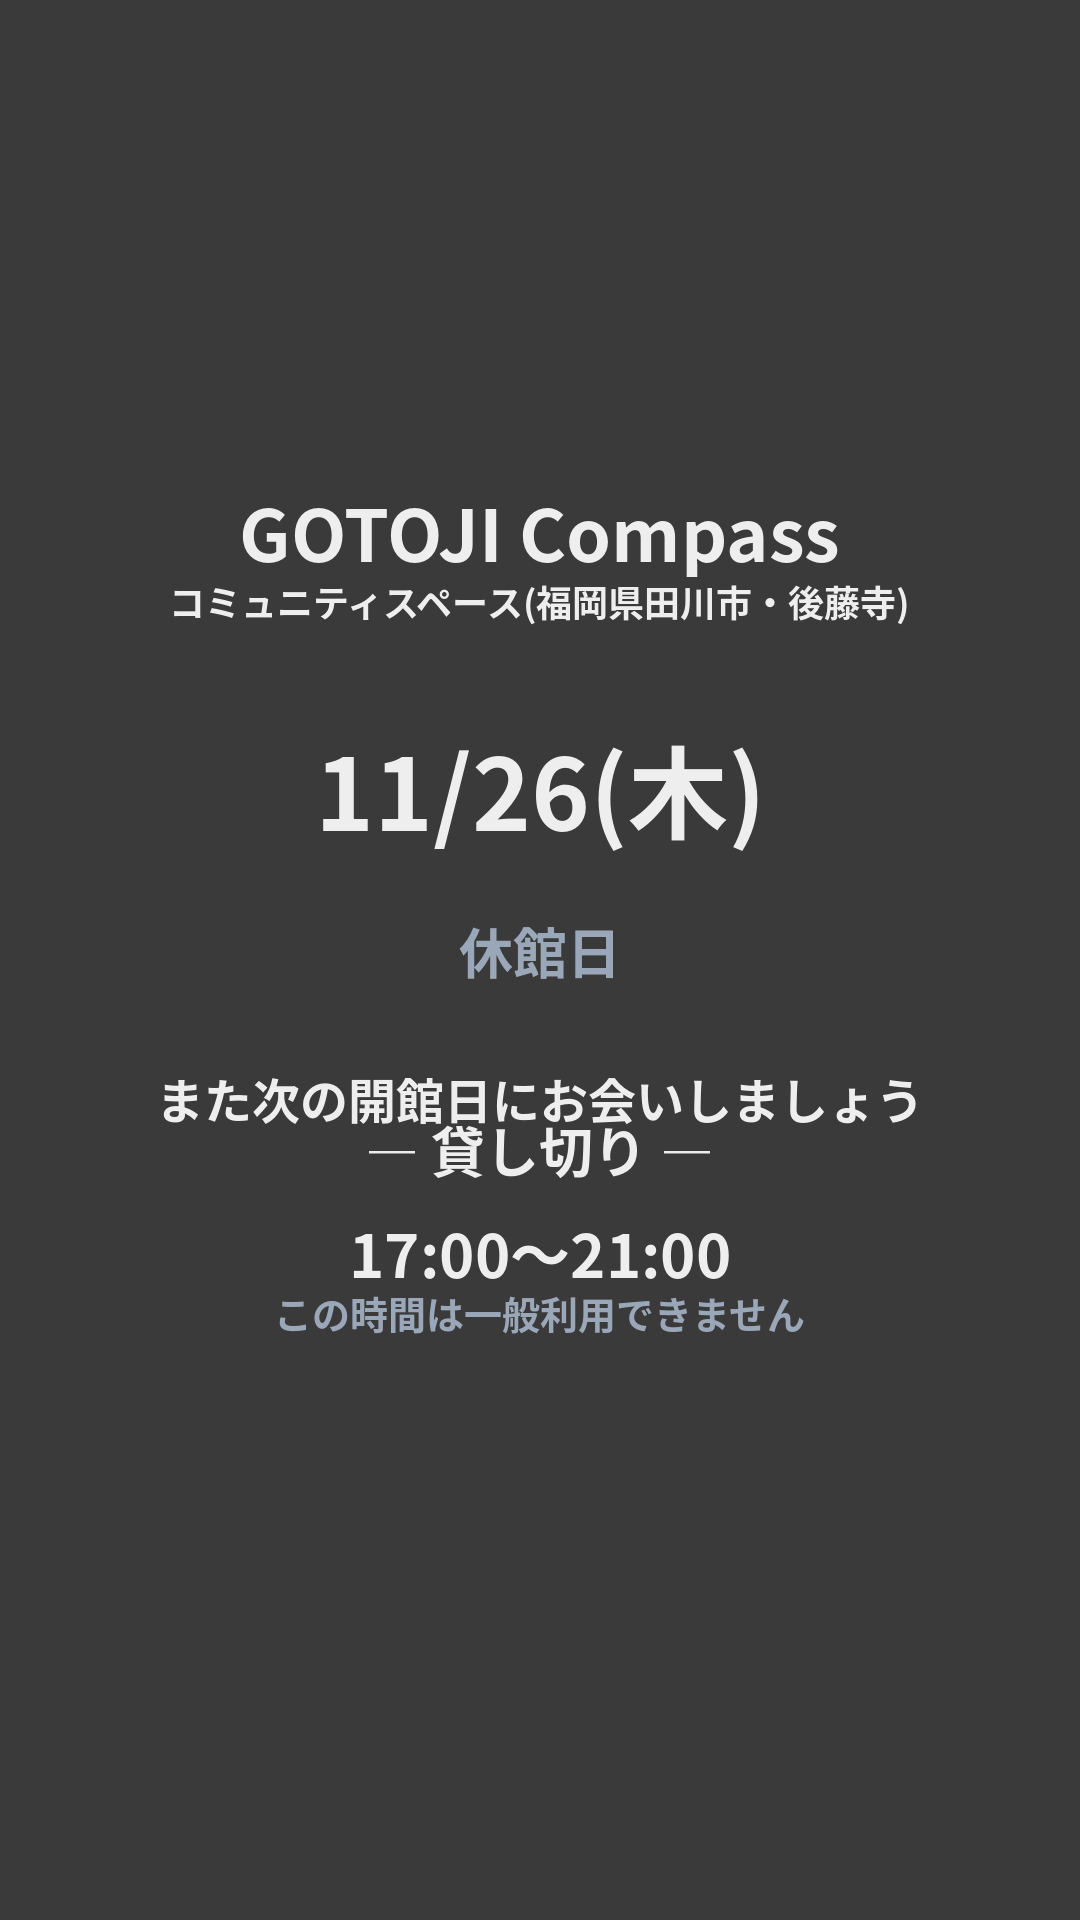 GOTOJI Compass
コミュニティスペース(福岡県田川市・後藤寺)
11/26(木)
休館日
また次の開館日にお会いしましょう
― 貸し切り ―
17:00〜21:00
この時間は一般利用できません